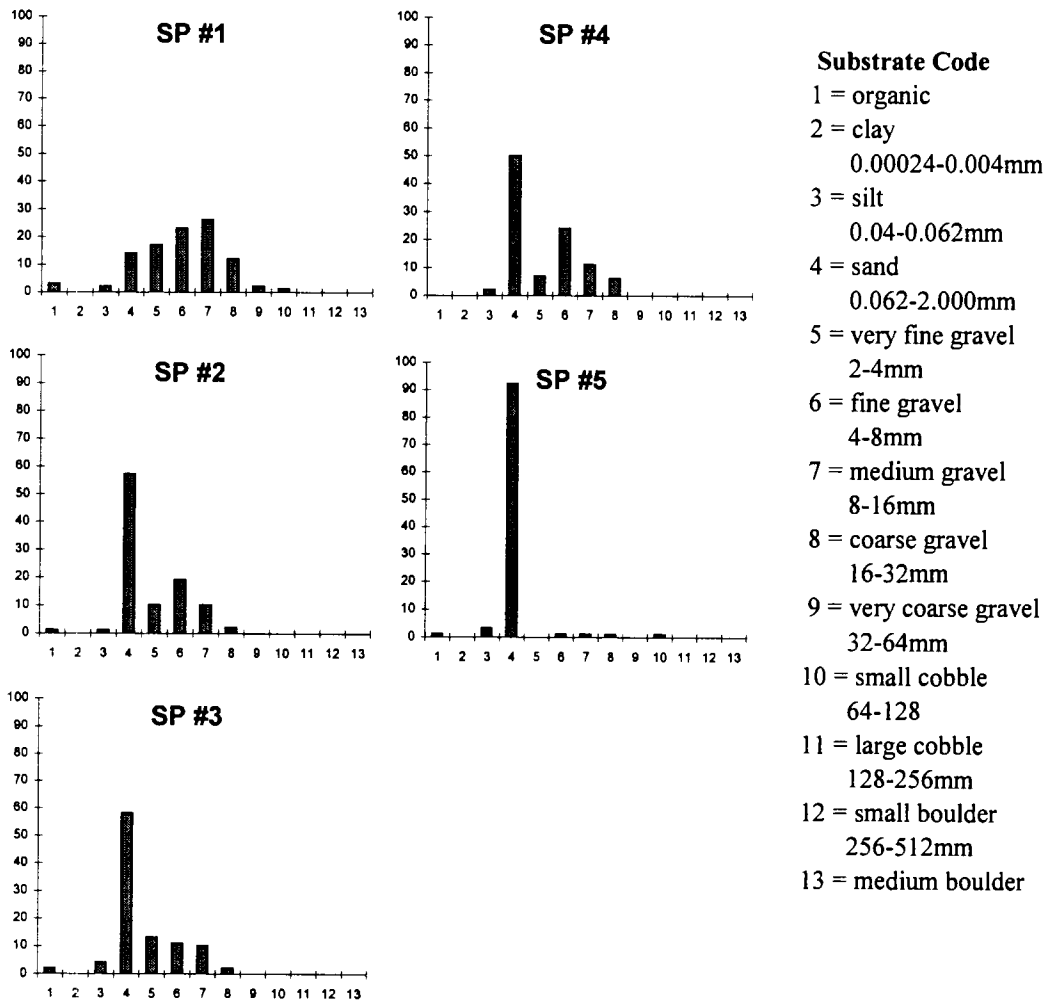 SP #1
100
90
80
70
60
50
40
30
20
10
0
1 2 3 4 5 6 7 8 9 10 11 12 13
SP #4
100
90
80
70
60
50
40
30
20
10
0
1 2 3 4 5 6 7 8 9 10 11 12 13
SP #2
100
90
80
70
60
50
40
30
20
10
0
1 2 3 4 5 6 7 8 9 10 11 12 13
SP #5
100
90
80
70
60
50
40
30
20
10
0
1 2 3 4 5 6 7 8 9 10 11 12 13
SP #3
100
90
80
70
60
50
40
30
20
10
0
1 2 3 4 5 6 7 8 9 10 11 12 13
Substrate Code
1 = organic
2 = clay
0.00024-0.004mm
3 = silt
0.04-0.062mm
4 = sand
0.062-2.000mm
5 = very fine gravel
2-4mm
6 = fine gravel
4-8mm
7 = medium gravel
8-16mm
8 = coarse gravel
16-32mm
9 = very coarse gravel
32-64mm
10 = small cobble
64-128
11 = large cobble
128-256mm
12 = small boulder
256-512mm
13 = medium boulder